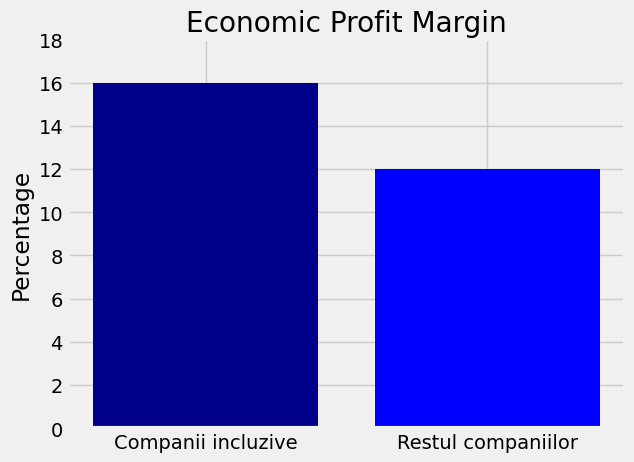 Economic Profit Margin
Percentage
18
16
14
12
10
8
6
4
2
0
Companii incluzive
Restul companiilor